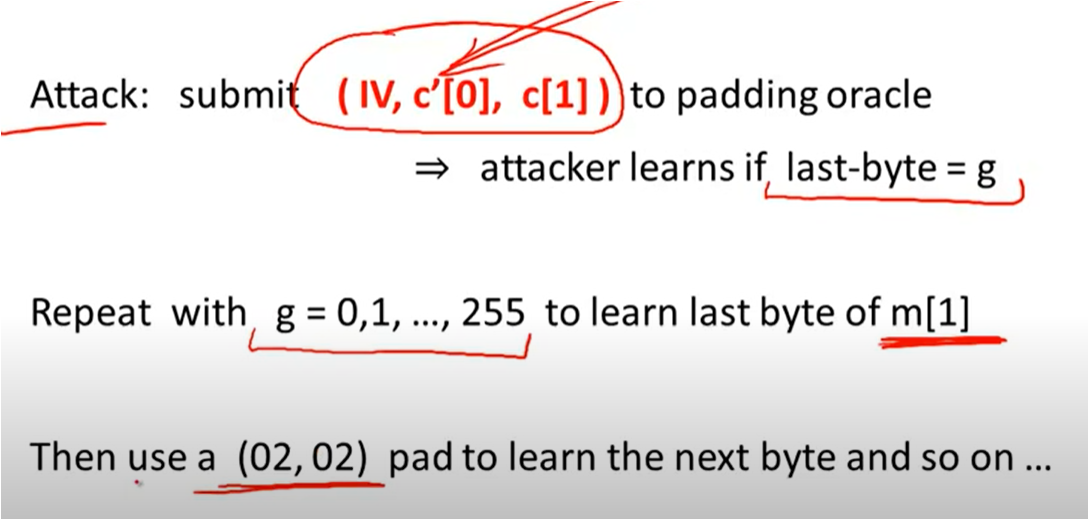 Attack: submit ( IV, c'[0], c[1] ) to padding oracle
⇒ attacker learns if last-byte = g
Repeat with g = 0,1, …, 255 to learn last byte of m[1]
Then use a (02, 02) pad to learn the next byte and so on …